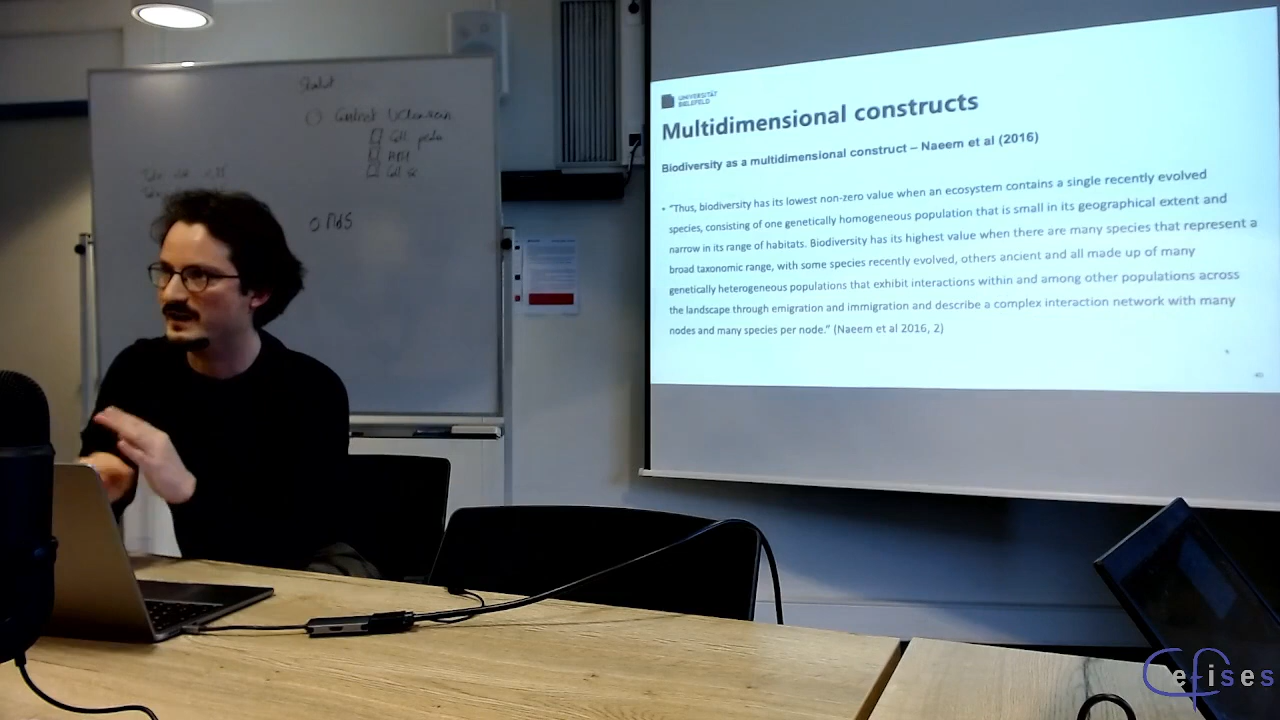 UNIVERSITÄT
BIELEFELD
Multidimensional constructs
Biodiversity as a multidimensional construct – Naeem et al (2016)
• "Thus, biodiversity has its lowest non-zero value when an ecosystem contains a single recently evolved
species, consisting of one genetically homogeneous population that is small in its geographical extent and
narrow in its range of habitats. Biodiversity has its highest value when there are many species that represent a
broad taxonomic range, with some species recently evolved, others ancient and all made up of many
genetically heterogeneous populations that exhibit interactions within and among other populations across
the landscape through emigration and immigration and describe a complex interaction network with many
nodes and many species per node." (Naeem et al 2016, 2)
40
Cefises